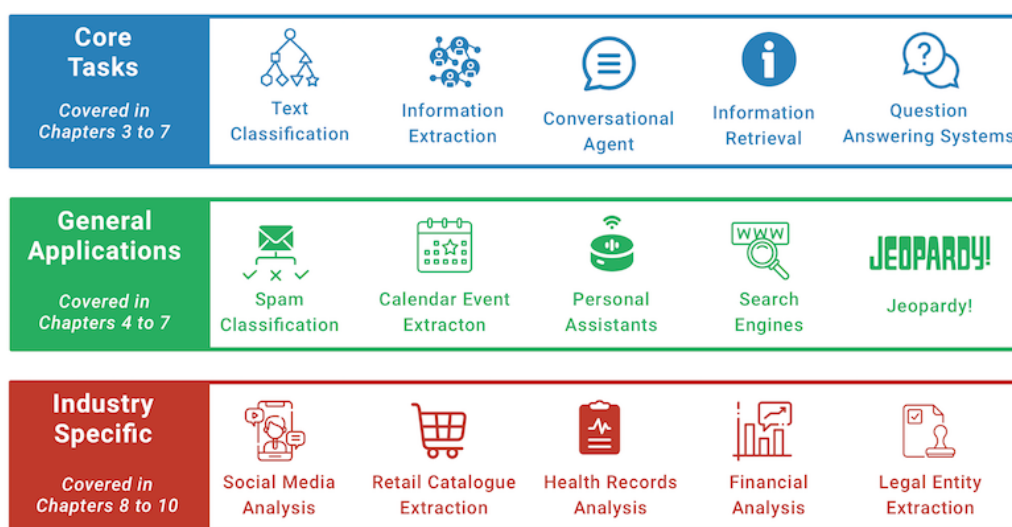 Core
Tasks
Covered in
Chapters 3 to 7
Text
Classification
Information
Extraction
Conversational
Agent
Information
Retrieval
Question
Answering Systems
General
Applications
Covered in
Chapters 4 to 7
Spam
Classification
Calendar Event
Extracton
Personal
Assistants
WWW
Search
Engines
JEOPARDY!
Jeopardy!
Industry
Specific
Covered in
Chapters 8 to 10
Social Media
Analysis
Retail Catalogue
Extraction
Health Records
Analysis
Financial
Analysis
Legal Entity
Extraction